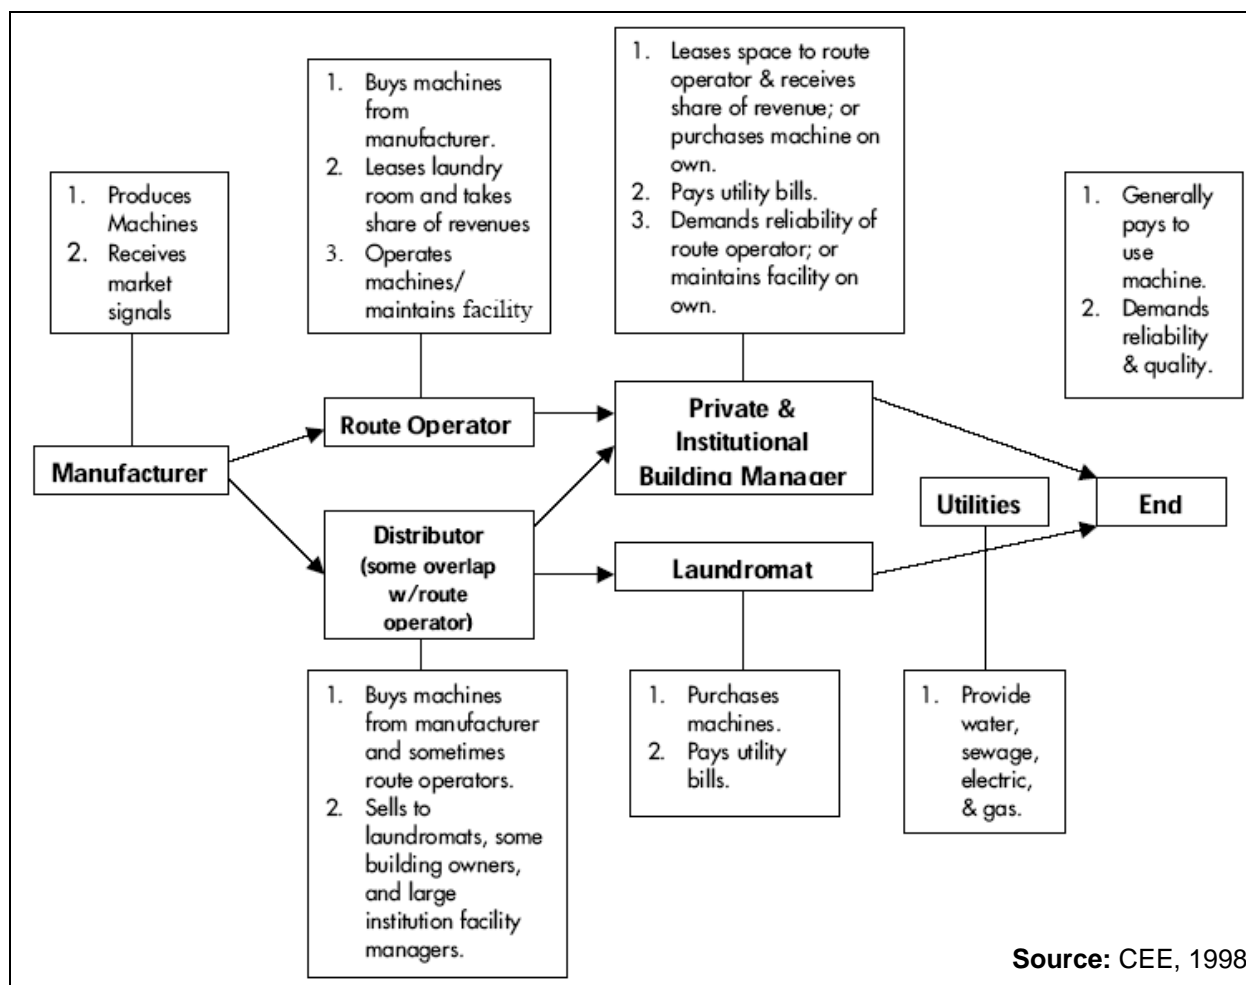 1. Produces
Machines
2. Receives
market
signals
1. Buys machines
from
manufacturer.
2. Leases laundry
room and takes
share of revenues
3. Operates
machines/
maintains facility
1. Leases space to route
operator & receives
share of revenue; or
purchases machine on
own.
2. Pays utility bills.
3. Demands reliability of
route operator; or
maintains facility on
own.
1. Generally
pays to
use
machine.
2. Demands
reliability
& quality.
Manufacturer
Route Operator
Private &
Institutional
Building Manager
Distributor
(some overlap
w/route
operator)
Laundromat
Utilities
End
1. Buys machines
from manufacturer
and sometimes
route operators.
2. Sells to
laundromats, some
building owners,
and large
institution facility
managers.
1. Purchases
machines.
2. Pays utility
bills.
1. Provide
water,
sewage,
electric,
& gas.
Source: CEE, 1998